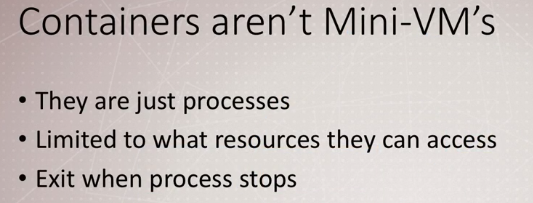 Containers aren’t Mini-VM’s
• They are just processes
• Limited to what resources they can access
• Exit when process stops